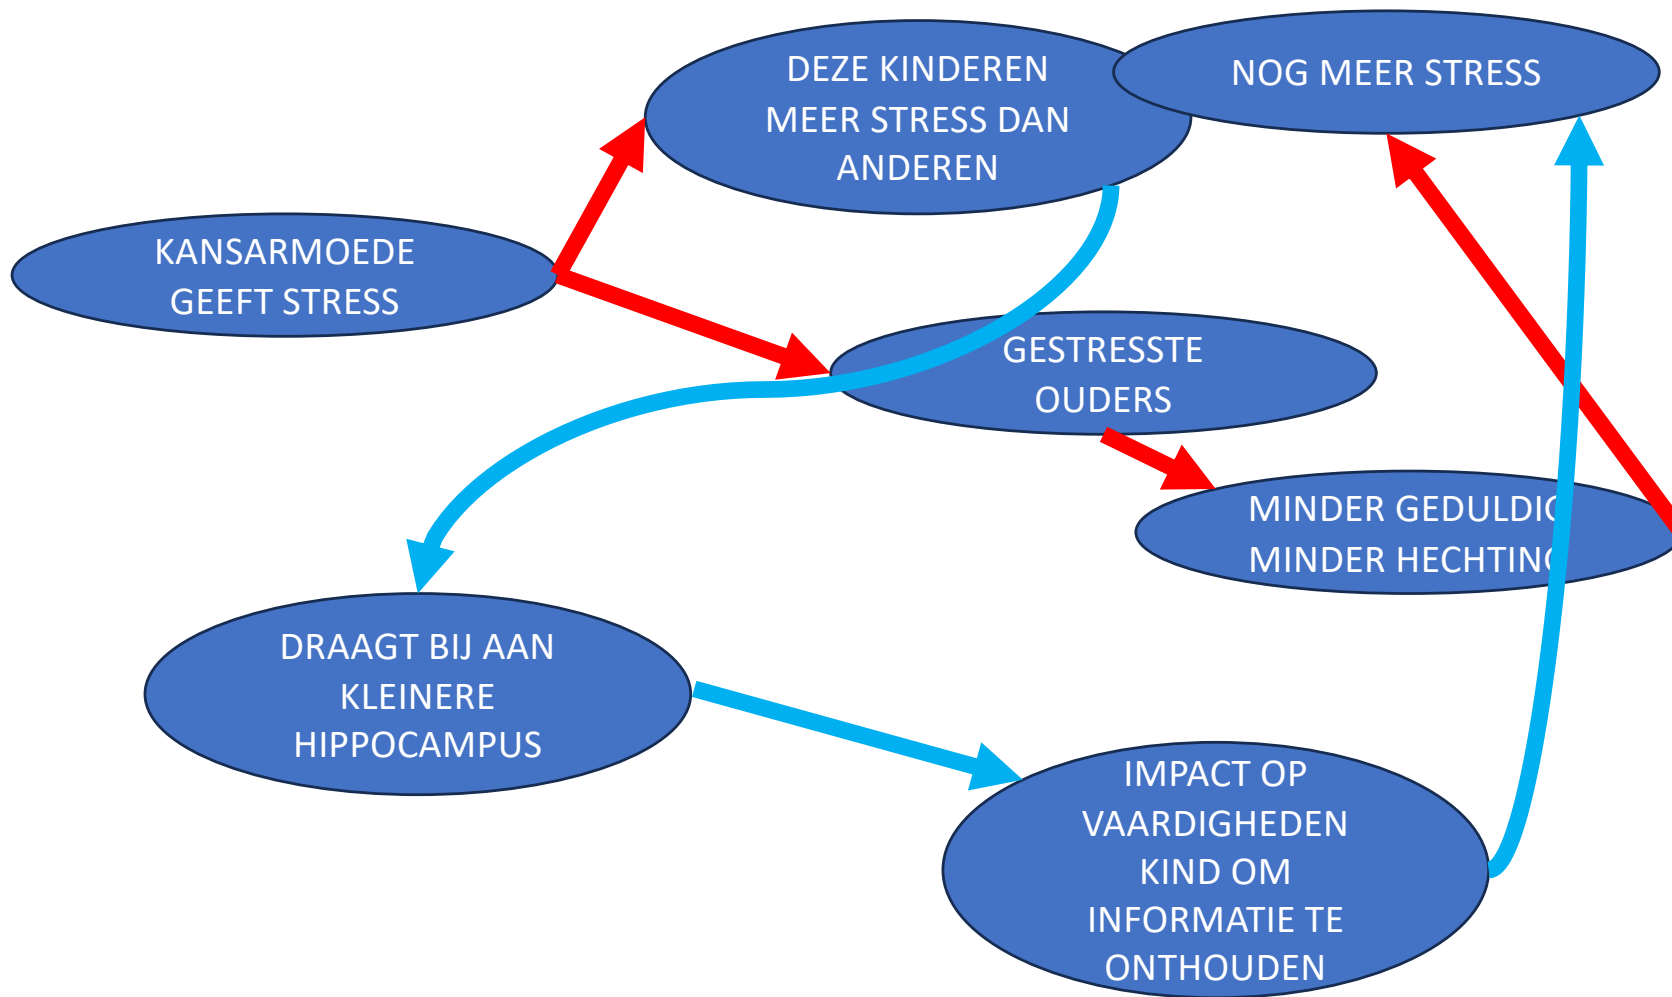 DEZE KINDEREN
MEER STRESS DAN
ANDEREN
NOG MEER STRESS
KANSARMOEDE
GEEFT STRESS
GESTRESSTE
OUDERS
MINDER GEDULDIG
MINDER HECHTING
DRAAGT BIJ AAN
KLEINERE
HIPPOCAMPUS
IMPACT OP
VAARDIGHEDEN
KIND OM
INFORMATIE TE
ONTHOUDEN